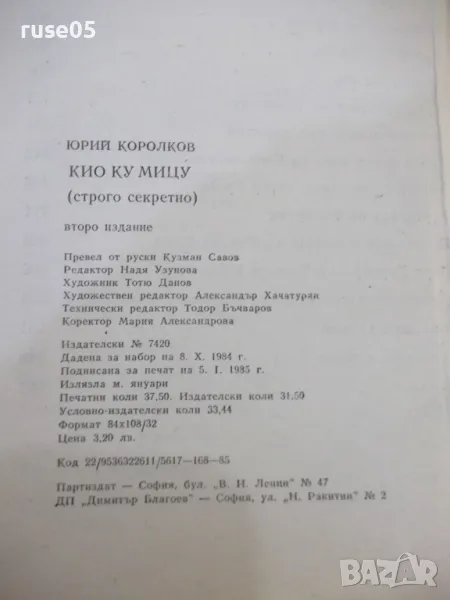 ruse05
ЮРИЙ КОРОЛКОВ
КИО КУ МИЦУ
(строго секретно)
второ издание
Превел от руски Кузман Савов
Редактор Надя Узунова
Художник Тотю Данов
Художествен редактор Александър Хачатурян
Технически редактор Тодор Бъчваров
Коректор Мария Александрова
Издателски № 7420
Дадена за набор на 8. X. 1984 г.
Подписана за печат на 5. I. 1985 г.
Излязла м. януари
Печатни коли 37,50. Издателски коли 31.50
Условно-издателски коли 33,44
Формат 84x108/32
Цена 3,20 лв.
Код 22/9536322611/5617—168—85
Партиздат — София, бул. „В. И. Ленин" № 47
ДП „Димитър Благоев" — София, ул. „Н. Ракитин" № 2
BAZAR.bg